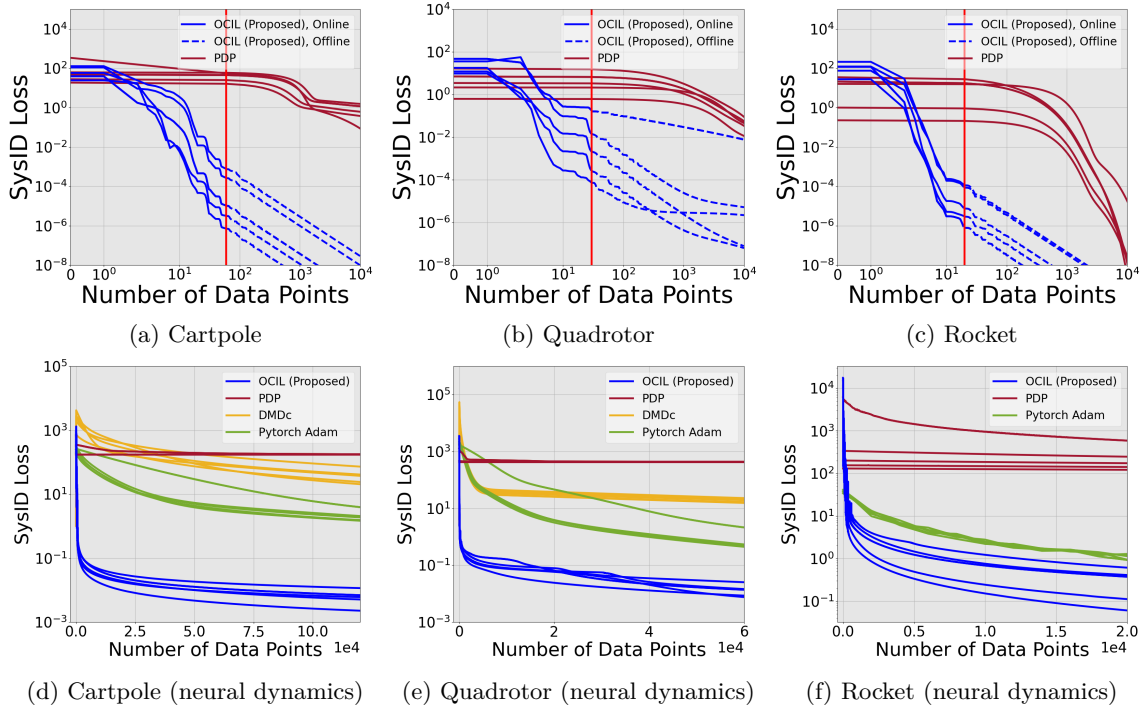 OCIL (Proposed), Online
OCIL (Proposed), Offline
PDP
SysID Loss
10^4
10^2
10^0
10^-2
10^-4
10^-6
10^-8
0 10^0 10^1 10^2 10^3 10^4
Number of Data Points
(a) Cartpole
OCIL (Proposed), Online
OCIL (Proposed), Offline
PDP
SysID Loss
10^4
10^2
10^0
10^-2
10^-4
10^-6
10^-8
0 10^0 10^1 10^2 10^3 10^4
Number of Data Points
(b) Quadrotor
OCIL (Proposed), Online
OCIL (Proposed), Offline
PDP
SysID Loss
10^4
10^2
10^0
10^-2
10^-4
10^-6
10^-8
0 10^0 10^1 10^2 10^3 10^4
Number of Data Points
(c) Rocket
OCIL (Proposed)
PDP
DMDc
Pytorch Adam
SysID Loss
10^5
10^3
10^1
10^-1
10^-3
0.0 2.5 5.0 7.5 10.0
Number of Data Points 1e4
(d) Cartpole (neural dynamics)
OCIL (Proposed)
PDP
DMDc
Pytorch Adam
SysID Loss
10^5
10^3
10^1
10^-1
10^-3
0 2 4 6
Number of Data Points 1e4
(e) Quadrotor (neural dynamics)
OCIL (Proposed)
PDP
Pytorch Adam
SysID Loss
10^4
10^3
10^2
10^1
10^0
10^-1
0.0 0.5 1.0 1.5 2.0
Number of Data Points 1e4
(f) Rocket (neural dynamics)